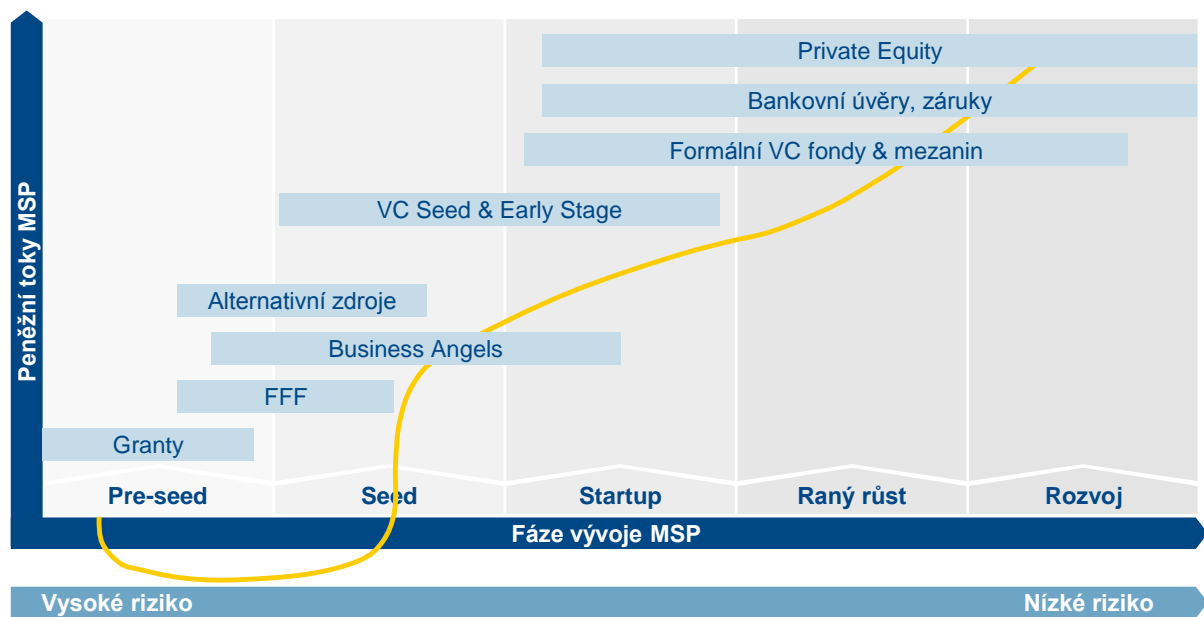 Peněžní toky MSP
Private Equity
Bankovní úvěry, záruky
Formální VC fondy & mezanin
VC Seed & Early Stage
Alternativní zdroje
Business Angels
FFF
Granty
Pre-seed
Seed
Startup
Raný růst
Rozvoj
Fáze vývoje MSP
Vysoké riziko
Nízké riziko